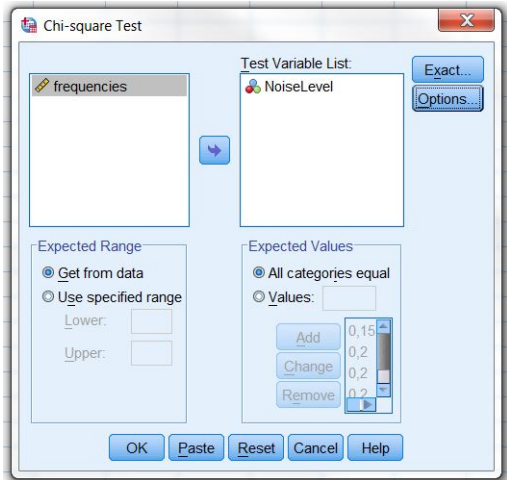 Chi-square Test
Test Variable List:
frequencies
NoiseLevel
Exact...
Options...
Expected Range
Get from data
Use specified range
Lower:
Upper:
Expected Values
All categories equal
Values:
Add
Change
Remove
0,15
0,2
0,2
0,2
OK Paste Reset Cancel Help